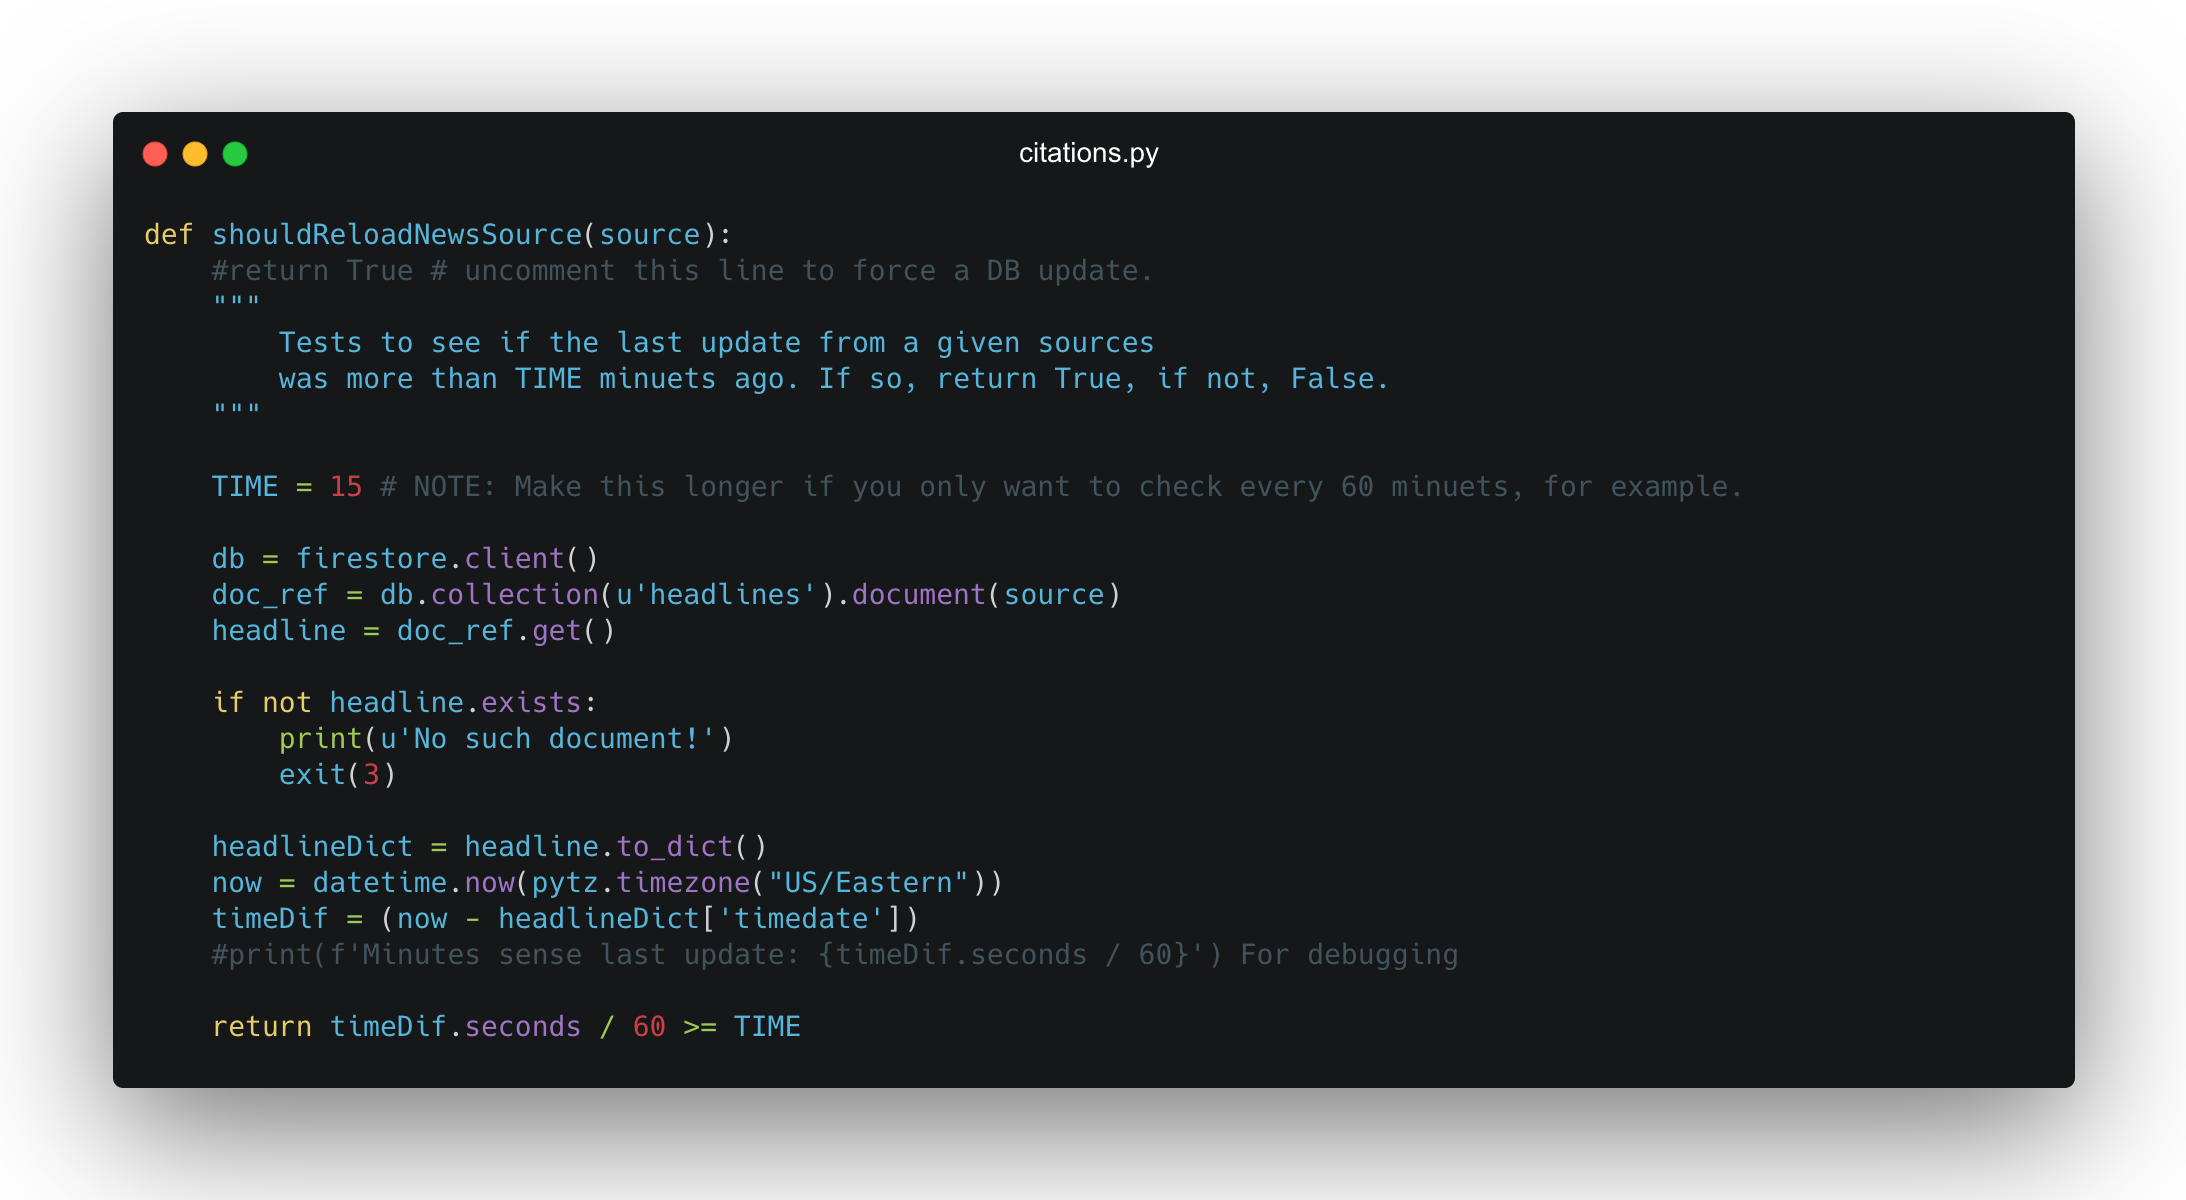 citations.py
def shouldReloadNewsSource(source):
    #return True # uncomment this line to force a DB update.
    """
        Tests to see if the last update from a given sources
        was more than TIME minuets ago. If so, return True, if not, False.
    """
    TIME = 15 # NOTE: Make this longer if you only want to check every 60 minuets, for example.
    db = firestore.client()
    doc_ref = db.collection(u'headlines').document(source)
    headline = doc_ref.get()
    if not headline.exists:
        print(u'No such document!')
        exit(3)
    headlineDict = headline.to_dict()
    now = datetime.now(pytz.timezone("US/Eastern"))
    timeDif = (now - headlineDict['timedate'])
    #print(f'Minutes sense last update: {timeDif.seconds / 60}') For debugging
    return timeDif.seconds / 60 >= TIME